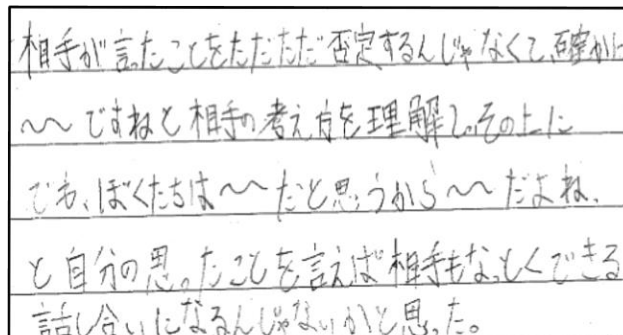 相手が言ったことをただただ否定するんじゃなくて、確かに
〜〜ですねと相手の考え方を理解し、その上に
でも、ぼくたちは〜〜だと思うから〜〜だよね、
と自分の思ったことを言えば相手もなっとくできる
話し合いになるんじゃないかと思った。